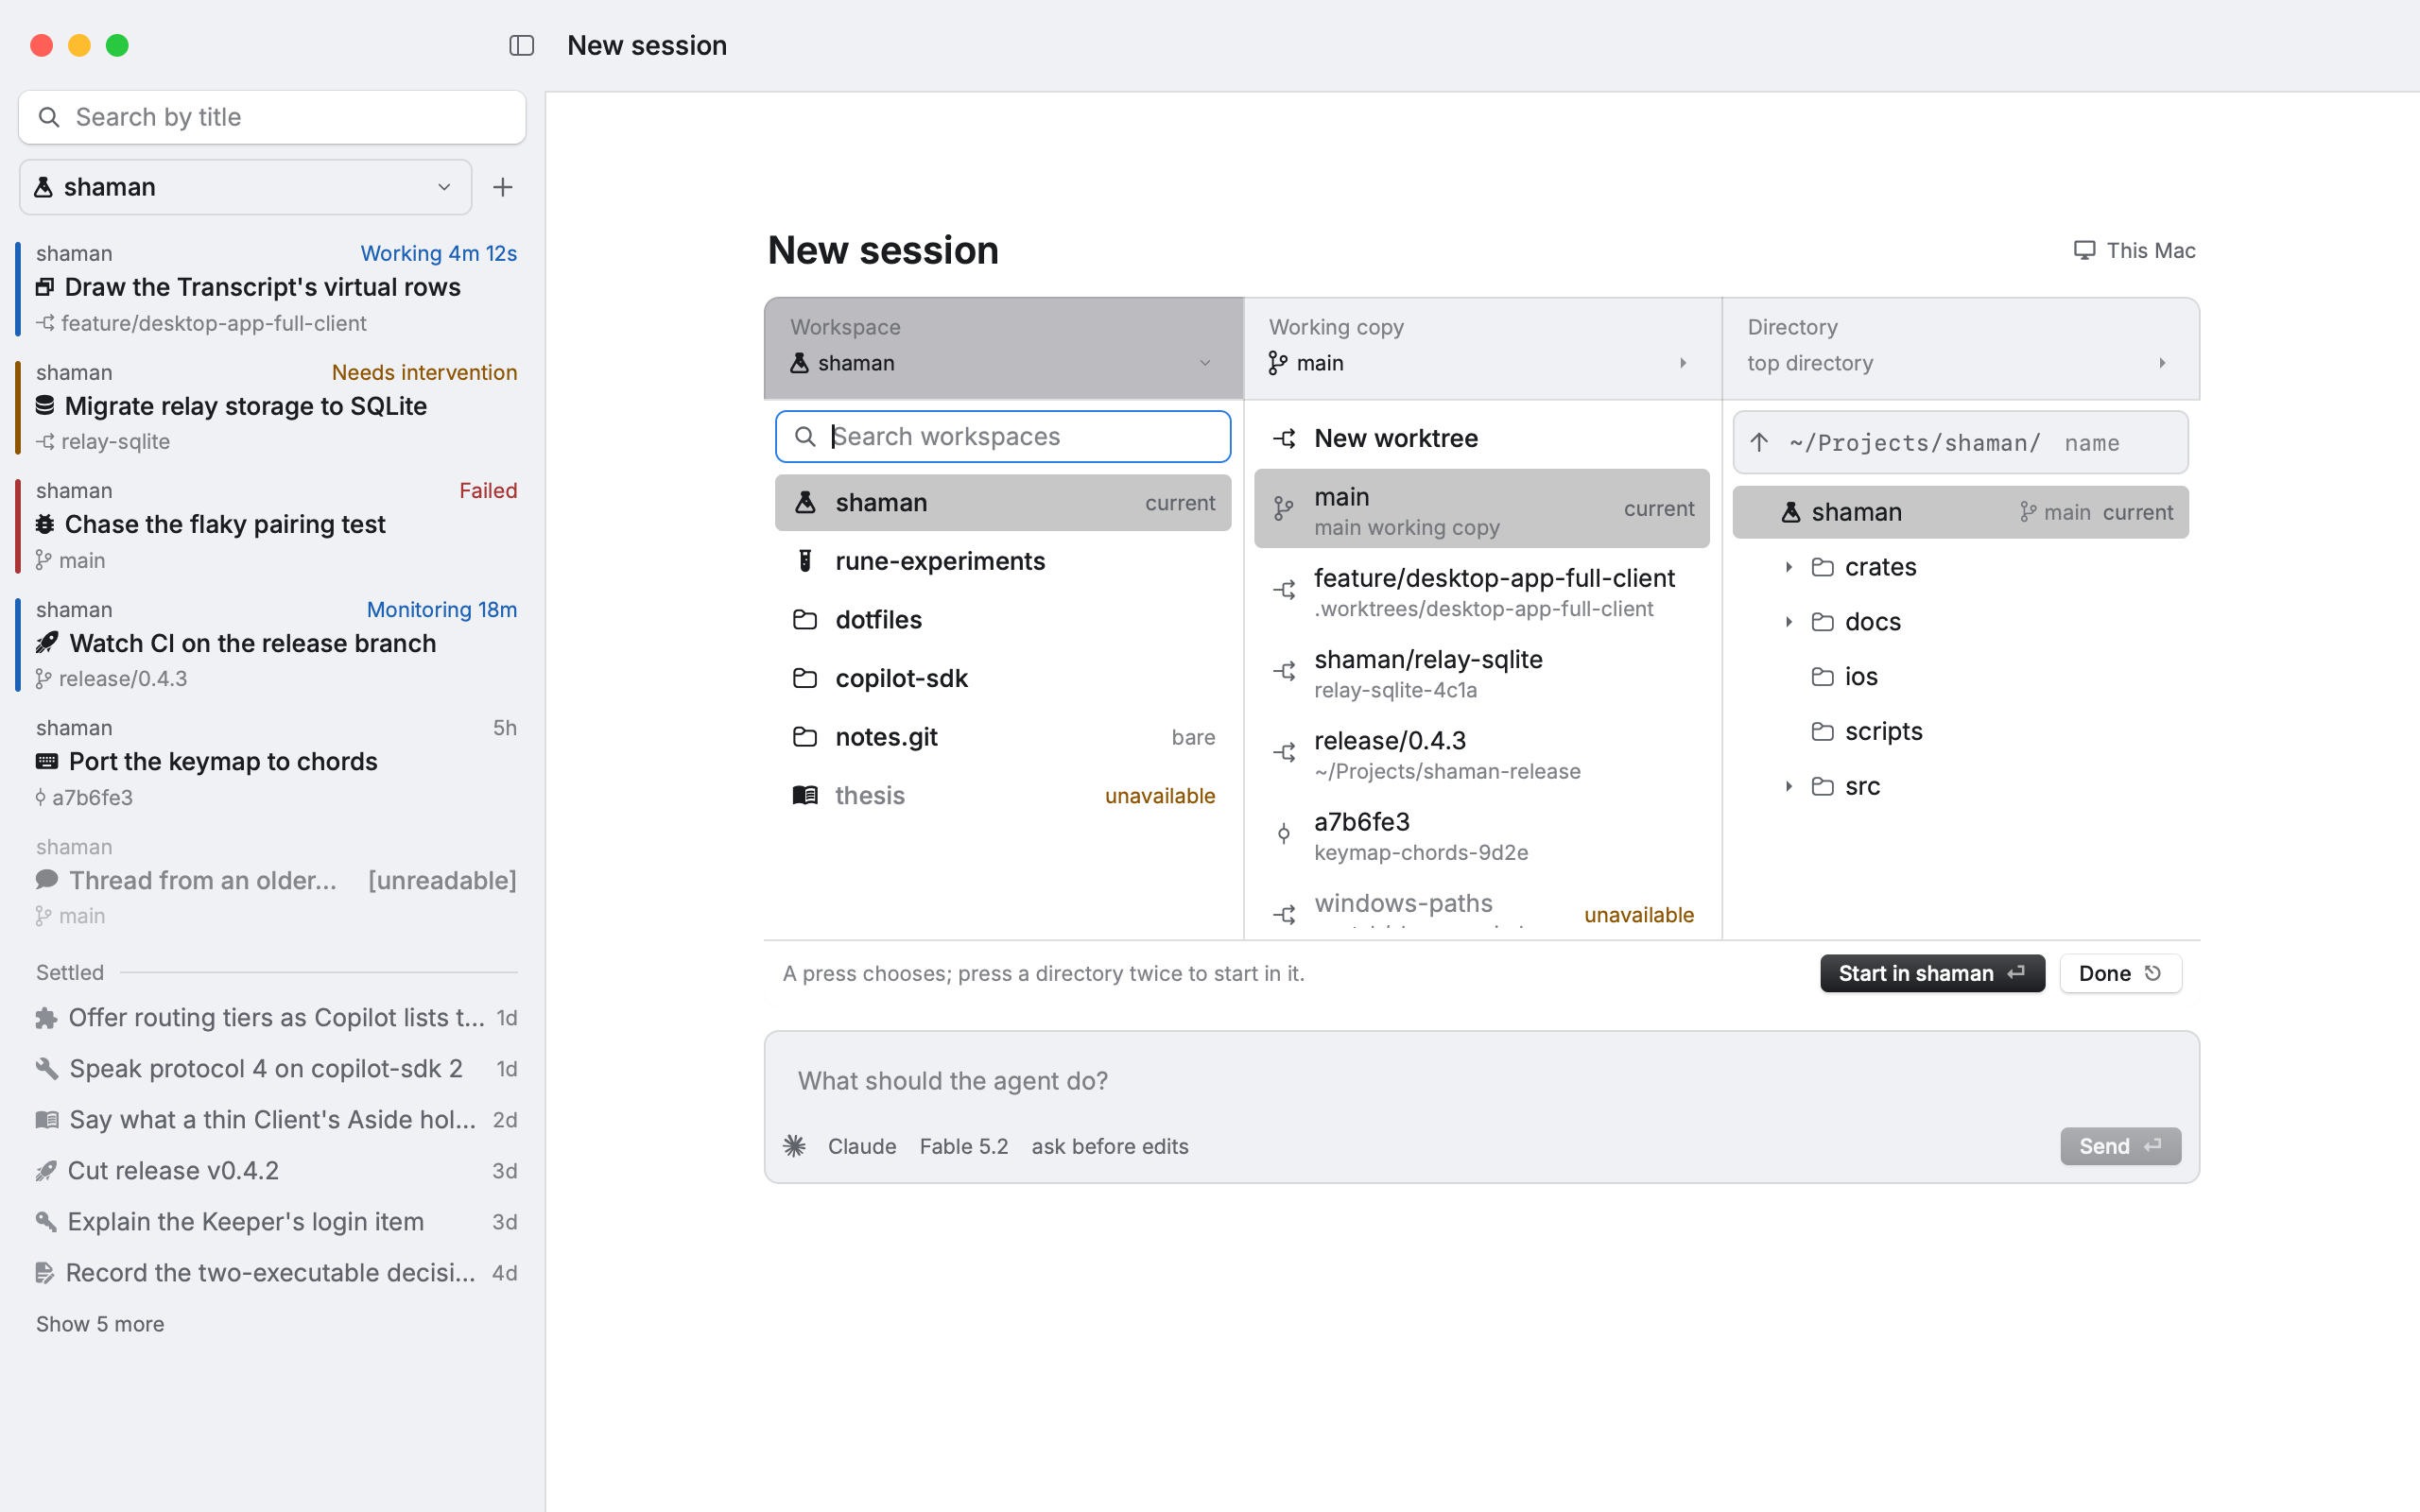 New session
Search by title
shaman
shaman Working 4m 12s
Draw the Transcript's virtual rows
feature/desktop-app-full-client
shaman Needs intervention
Migrate relay storage to SQLite
relay-sqlite
shaman Failed
Chase the flaky pairing test
main
shaman Monitoring 18m
Watch CI on the release branch
release/0.4.3
shaman 5h
Port the keymap to chords
a7b6fe3
shaman
Thread from an older... [unreadable]
main
Settled
Offer routing tiers as Copilot lists t... 1d
Speak protocol 4 on copilot-sdk 2 1d
Say what a thin Client's Aside hol... 2d
Cut release v0.4.2 3d
Explain the Keeper's login item 3d
Record the two-executable decisi... 4d
Show 5 more
New session This Mac
Workspace
shaman
Search workspaces
shaman current
rune-experiments
dotfiles
copilot-sdk
notes.git bare
thesis unavailable
Working copy
main
New worktree
main
main working copy
current
feature/desktop-app-full-client
.worktrees/desktop-app-full-client
shaman/relay-sqlite
relay-sqlite-4c1a
release/0.4.3
~/Projects/shaman-release
a7b6fe3
keymap-chords-9d2e
windows-paths unavailable
Directory
top directory
~/Projects/shaman/ name
shaman main current
crates
docs
ios
scripts
src
A press chooses; press a directory twice to start in it.
Start in shaman
Done
What should the agent do?
Claude Fable 5.2 ask before edits
Send